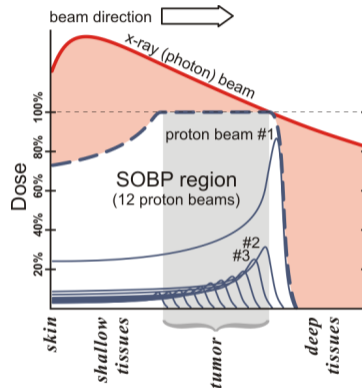 beam direction
x-ray (photon) beam
100%
proton beam #1
80%
SOBP region
(12 proton beams)
60%
Dose
40%
#2
#3
20%
skin
shallow
tissues
tumor
deep
tissues